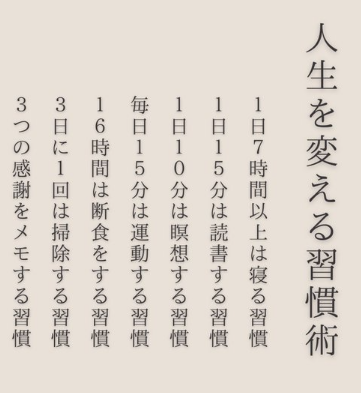 人生を変える習慣術
1日7時間以上は寝る習慣
1日15分は読書する習慣
1日10分は瞑想する習慣
毎日15分は運動する習慣
16時間は断食をする習慣
3日に1回は掃除する習慣
3つの感謝をメモする習慣